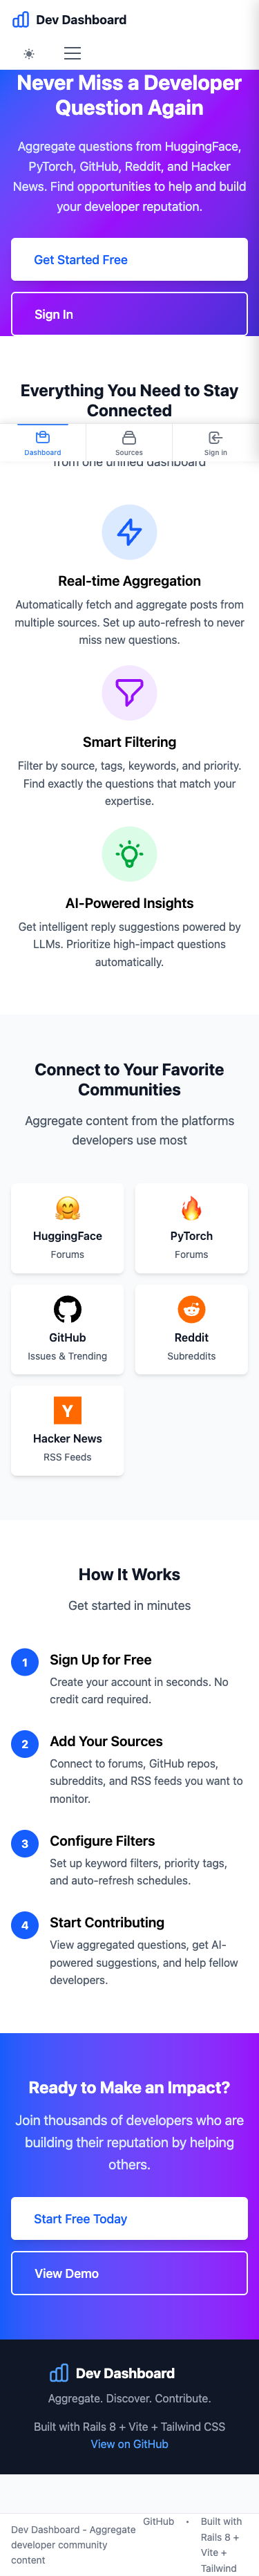 Dev Dashboard
Never Miss a Developer
Question Again
Aggregate questions from HuggingFace,
PyTorch, GitHub, Reddit, and Hacker
News. Find opportunities to help and build
your developer reputation.
Get Started Free
Sign In
Everything You Need to Stay
Connected
Dashboard
Sources
Sign in
from one unified dashboard
Real-time Aggregation
Automatically fetch and aggregate posts from
multiple sources. Set up auto-refresh to never
miss new questions.
Smart Filtering
Filter by source, tags, keywords, and priority.
Find exactly the questions that match your
expertise.
AI-Powered Insights
Get intelligent reply suggestions powered by
LLMs. Prioritize high-impact questions
automatically.
Connect to Your Favorite
Communities
Aggregate content from the platforms
developers use most
HuggingFace
Forums
PyTorch
Forums
GitHub
Issues & Trending
Reddit
Subreddits
Y
Hacker News
RSS Feeds
How It Works
Get started in minutes
1
Sign Up for Free
Create your account in seconds. No
credit card required.
2
Add Your Sources
Connect to forums, GitHub repos,
subreddits, and RSS feeds you want to
monitor.
3
Configure Filters
Set up keyword filters, priority tags,
and auto-refresh schedules.
4
Start Contributing
View aggregated questions, get AI-
powered suggestions, and help fellow
developers.
Ready to Make an Impact?
Join thousands of developers who are
building their reputation by helping
others.
Start Free Today
View Demo
Dev Dashboard
Aggregate. Discover. Contribute.
Built with Rails 8 + Vite + Tailwind CSS
View on GitHub
Dev Dashboard - Aggregate
developer community
content
GitHub
•
Built with
Rails 8 +
Vite +
Tailwind